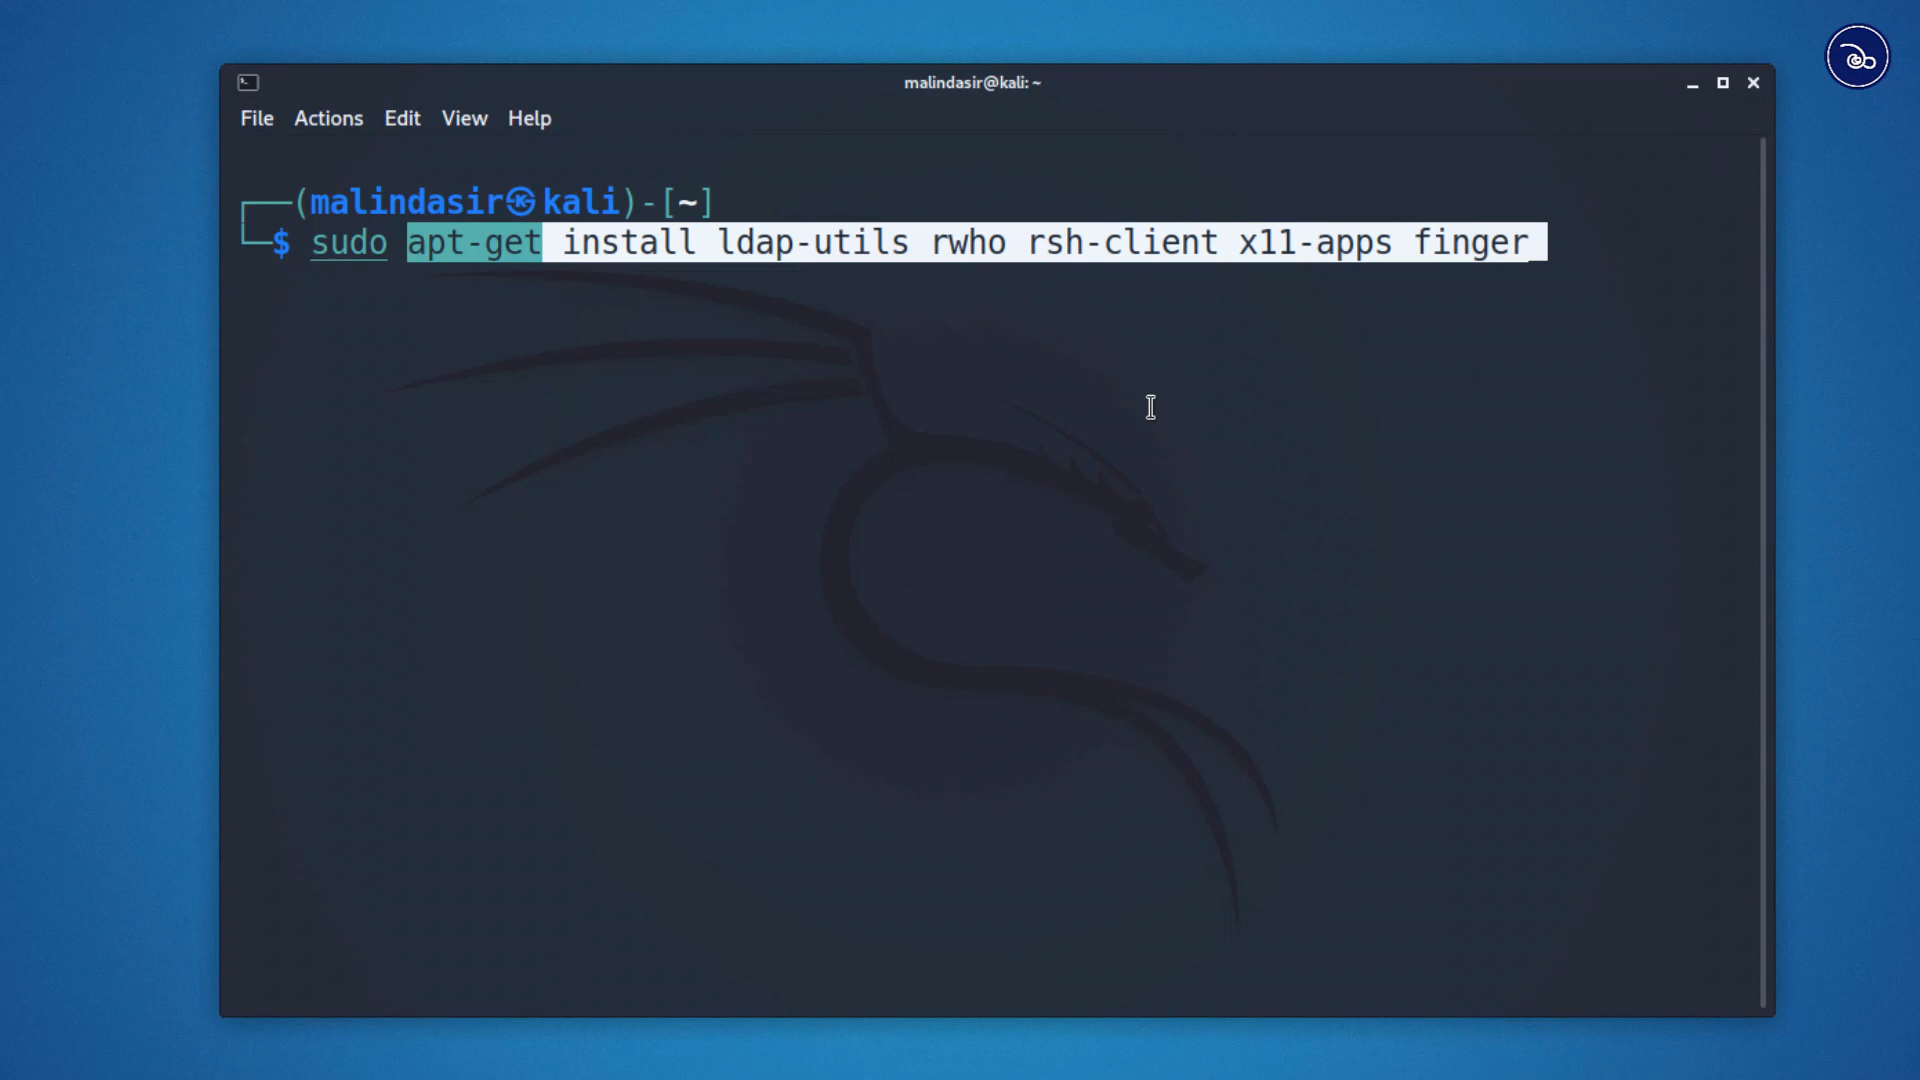 malindasir@kali: ~
File Actions Edit View Help
┌──(malindasir㉿kali)-[~]
└─$ sudo apt-get install ldap-utils rwho rsh-client x11-apps finger